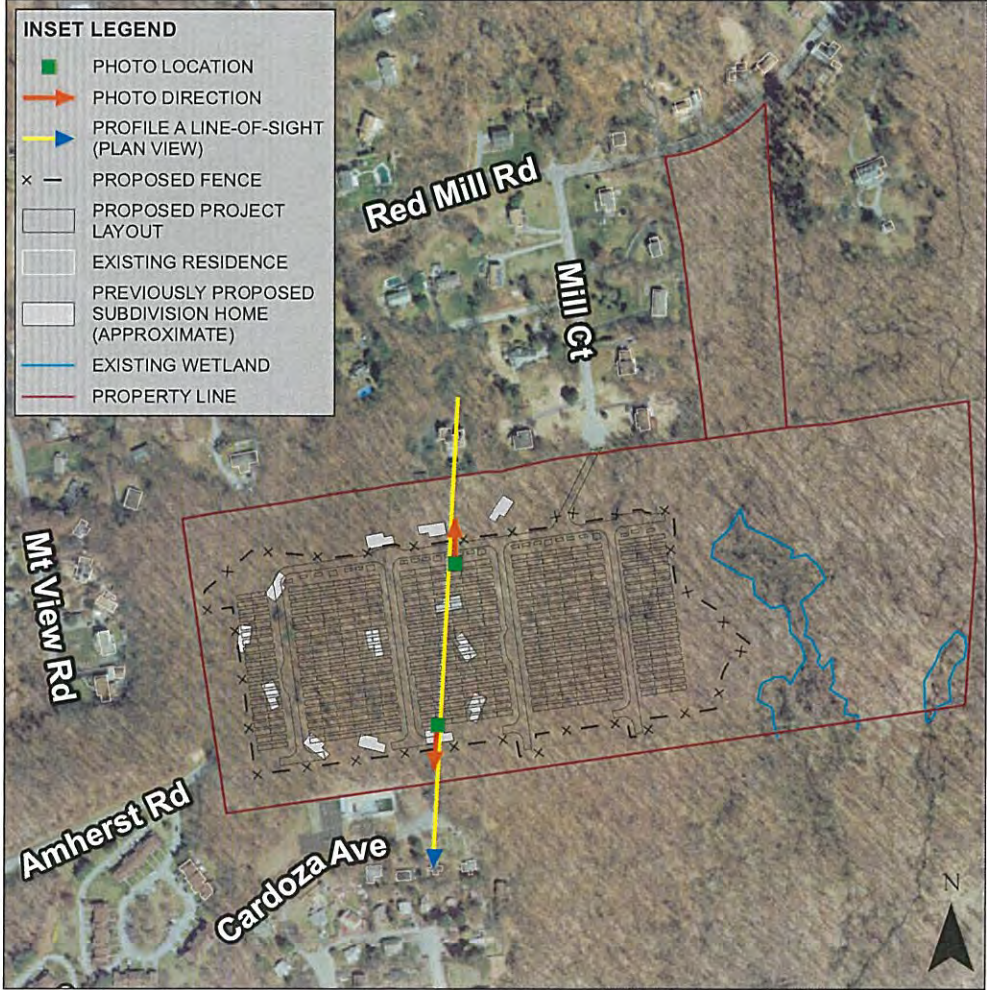 INSET LEGEND
PHOTO LOCATION
PHOTO DIRECTION
PROFILE A LINE-OF-SIGHT
(PLAN VIEW)
PROPOSED FENCE
PROPOSED PROJECT
LAYOUT
EXISTING RESIDENCE
PREVIOUSLY PROPOSED
SUBDIVISION HOME
(APPROXIMATE)
EXISTING WETLAND
PROPERTY LINE
Red Mill Rd
Mill Ct
Mt View Rd
Amherst Rd
Cardoza Ave
N